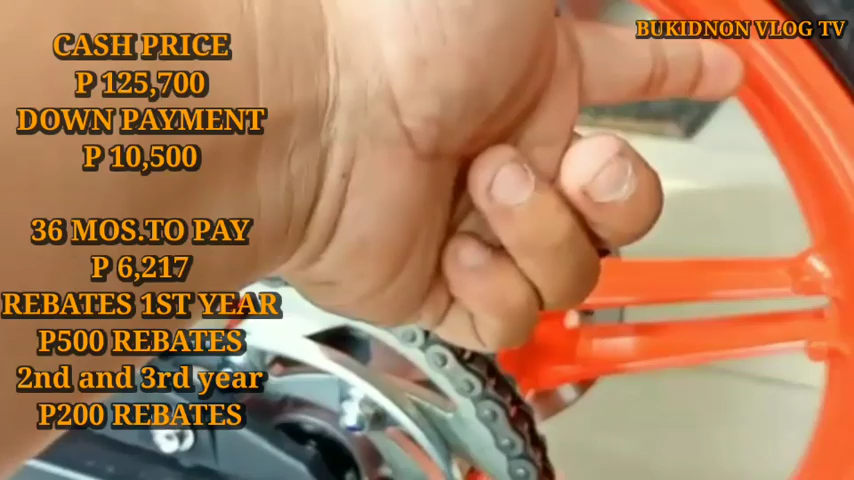 BUKIDNON VLOG TV
CASH PRICE
P 125,700
DOWN PAYMENT
P 10,500
36 MOS.TO PAY
P 6,217
REBATES 1ST YEAR
P500 REBATES
2nd and 3rd year
P200 REBATES